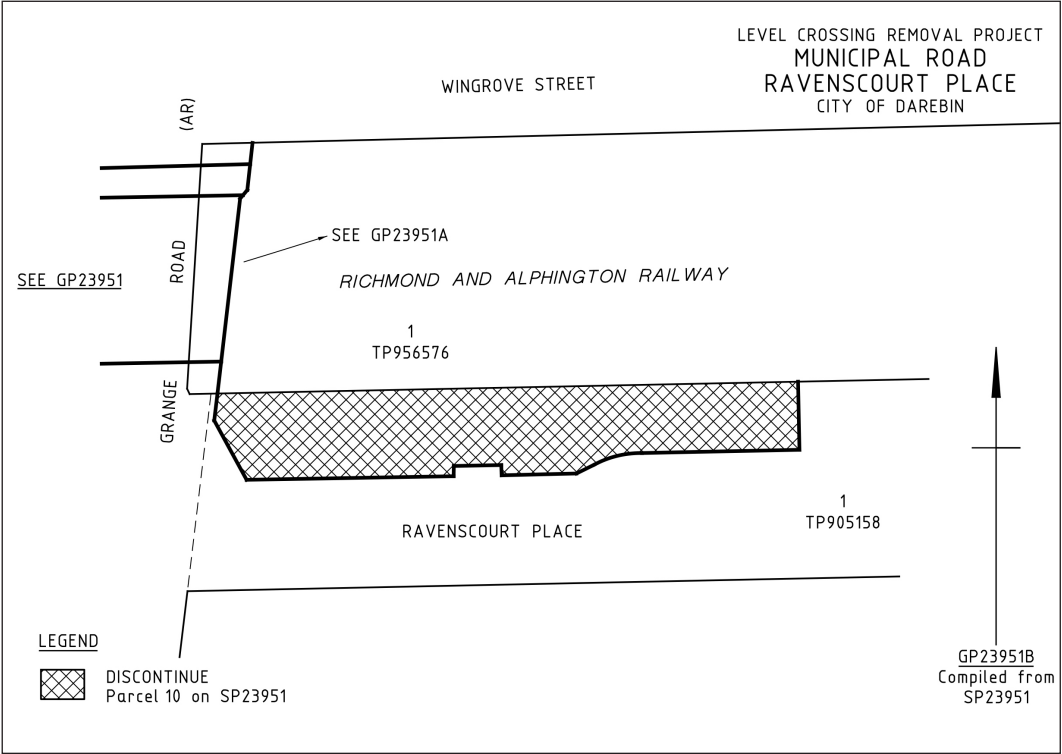 LEVEL CROSSING REMOVAL PROJECT
MUNICIPAL ROAD
RAVENSCOURT PLACE
CITY OF DAREBIN
WINGROVE STREET
(AR)
ROAD
GRANGE
SEE GP23951A
SEE GP23951
RICHMOND AND ALPHINGTON RAILWAY
1
TP956576
1
TP905158
RAVENSCOURT PLACE
LEGEND
DISCONTINUE
Parcel 10 on SP23951
GP23951B
Compiled from
SP23951